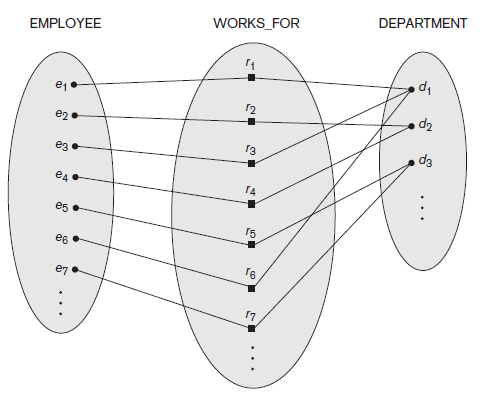 EMPLOYEE WORKS_FOR DEPARTMENT
e1 r1 d1
e2 r2 d2
e3 r3 d3
e4 r4
e5 r5
e6 r6
e7 r7